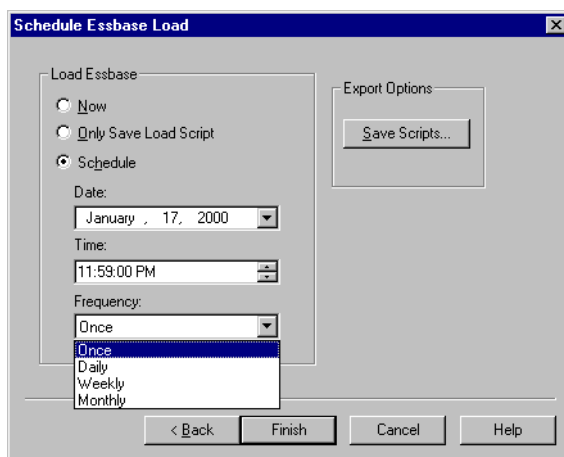 Schedule Essbase Load
Load Essbase
Now
Only Save Load Script
Schedule
Date:
January , 17, 2000
Time:
11:59:00 PM
Frequency:
Once
Once
Daily
Weekly
Monthly
Export Options
Save Scripts...
< Back
Finish
Cancel
Help